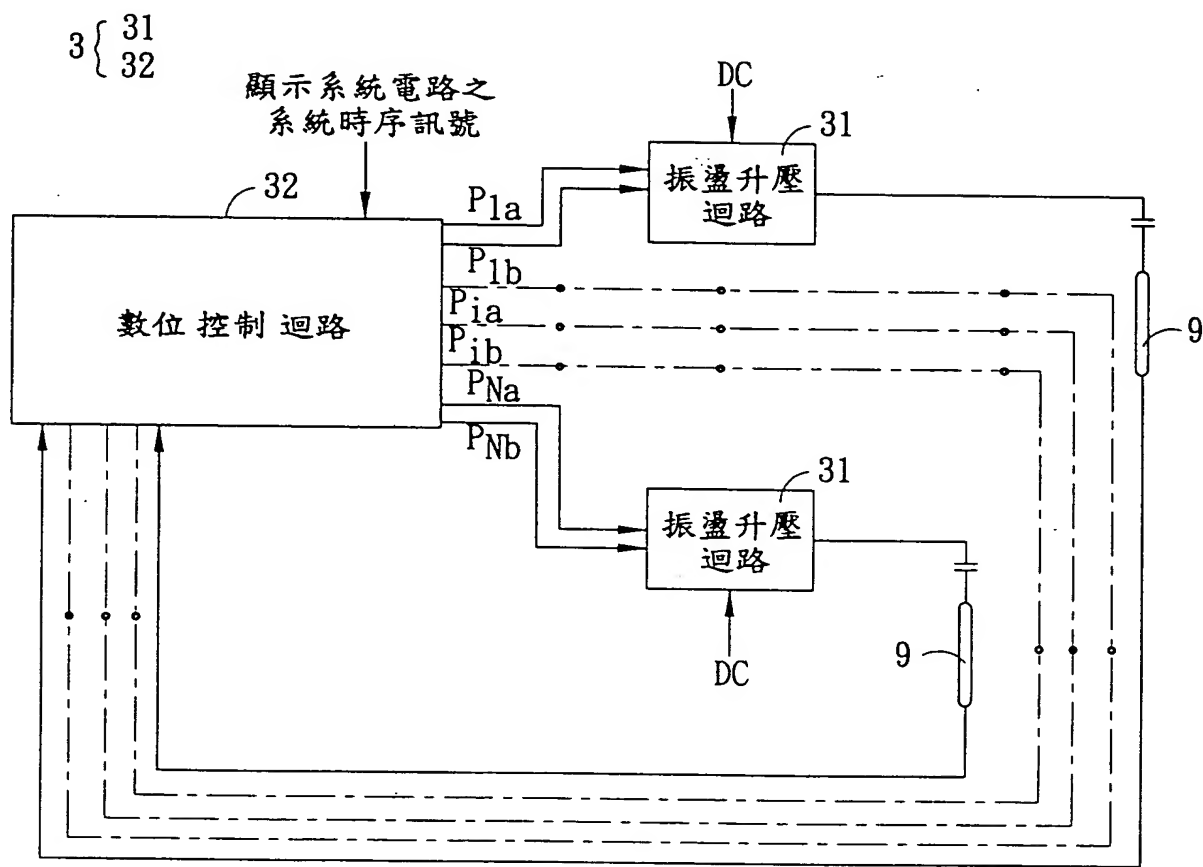 3 { 31
32
顯示系統電路之
系統時序訊號
DC
31
振盪升壓
迴路
32
P1a
P1b
Pia
Pib
PNa
PNb
數位控制迴路
9
31
振盪升壓
迴路
DC
9